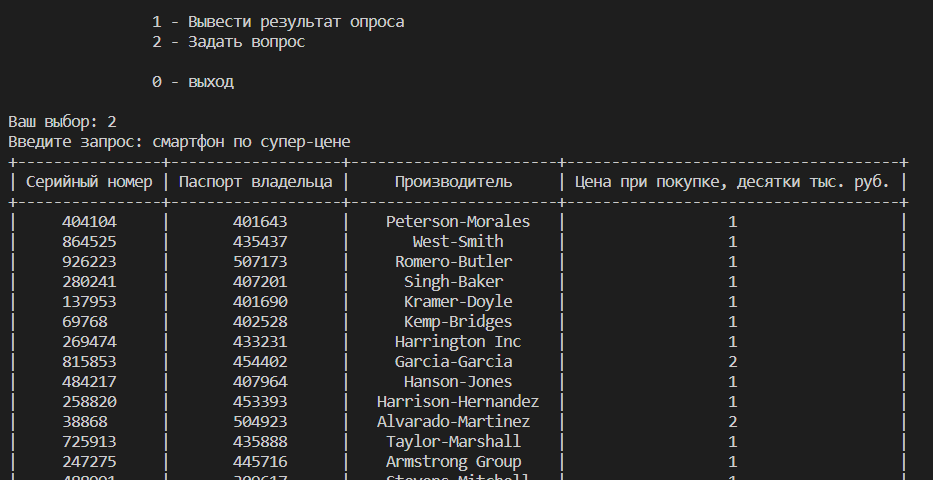 1 - Вывести результат опроса
2 - Задать вопрос
0 - выход
Ваш выбор: 2
Введите запрос: смартфон по супер-цене
+----------------+--------------------+-----------------------+-------------------------------------+
| Серийный номер | Паспорт владельца | Производитель | Цена при покупке, десятки тыс. руб. |
+----------------+--------------------+-----------------------+-------------------------------------+
| 404104 | 401643 | Peterson-Morales | 1 |
| 864525 | 435437 | West-Smith | 1 |
| 926223 | 507173 | Romero-Butler | 1 |
| 280241 | 407201 | Singh-Baker | 1 |
| 137953 | 401690 | Kramer-Doyle | 1 |
| 69768 | 402528 | Kemp-Bridges | 1 |
| 269474 | 433231 | Harrington Inc | 1 |
| 815853 | 454402 | Garcia-Garcia | 2 |
| 484217 | 407964 | Hanson-Jones | 1 |
| 258820 | 453393 | Harrison-Hernandez | 1 |
| 38868 | 504923 | Alvarado-Martinez | 2 |
| 725913 | 435888 | Taylor-Marshall | 1 |
| 247275 | 445716 | Armstrong Group | 1 |